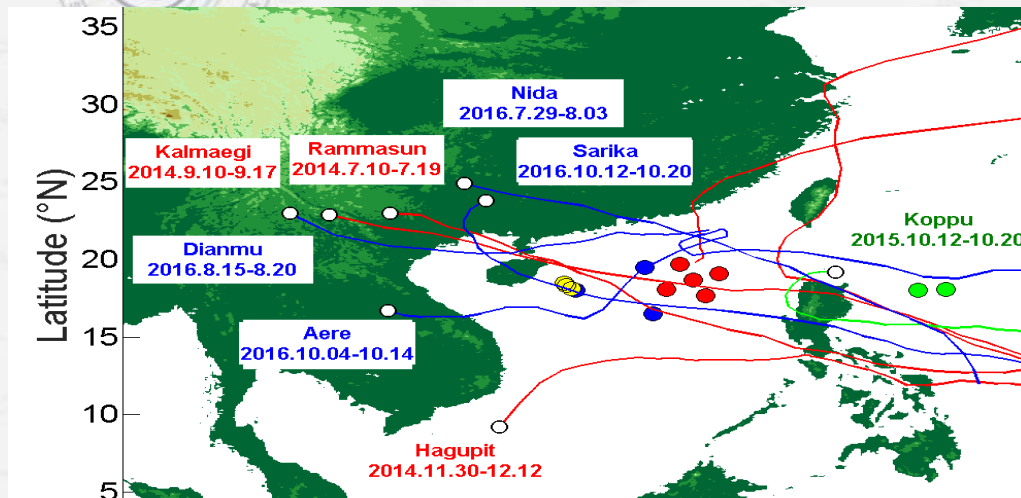 35
30
25
20
15
10
5
Latitude (°N)
Nida
2016.7.29-8.03
Kalmaegi
2014.9.10-9.17
Rammasun
2014.7.10-7.19
Sarika
2016.10.12-10.20
Koppu
2015.10.12-10.20
Dianmu
2016.8.15-8.20
Aere
2016.10.04-10.14
Hagupit
2014.11.30-12.12